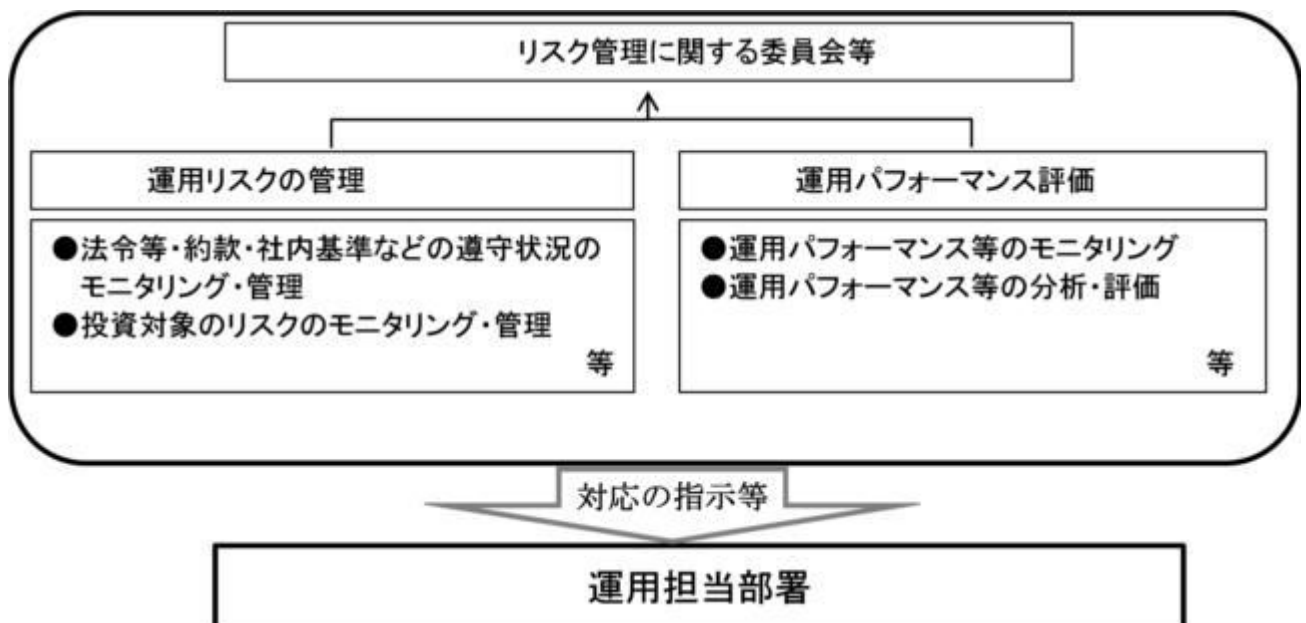 リスク管理に関する委員会等
運用リスクの管理
●法令等・約款・社内基準などの遵守状況の
モニタリング・管理
●投資対象のリスクのモニタリング・管理
等
運用パフォーマンス評価
●運用パフォーマンス等のモニタリング
●運用パフォーマンス等の分析・評価
等
対応の指示等
運用担当部署